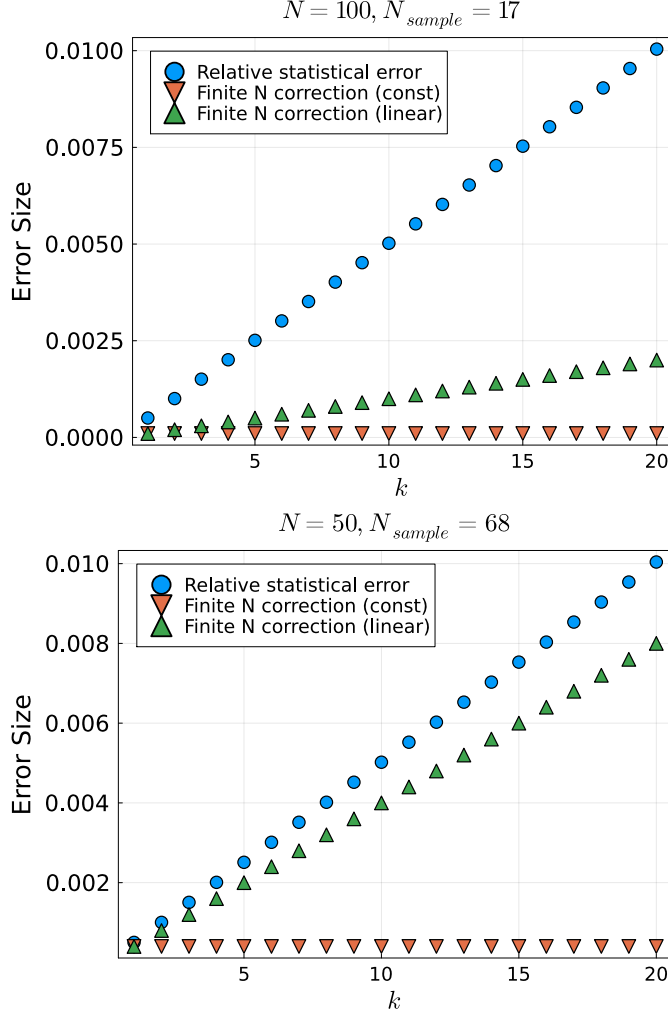 N = 100, N_sample = 17
0.0100
0.0075
0.0050
0.0025
0.0000
Error Size
Relative statistical error
Finite N correction (const)
Finite N correction (linear)
5 10 15 20
k
N = 50, N_sample = 68
0.010
0.008
0.006
0.004
0.002
Error Size
Relative statistical error
Finite N correction (const)
Finite N correction (linear)
5 10 15 20
k